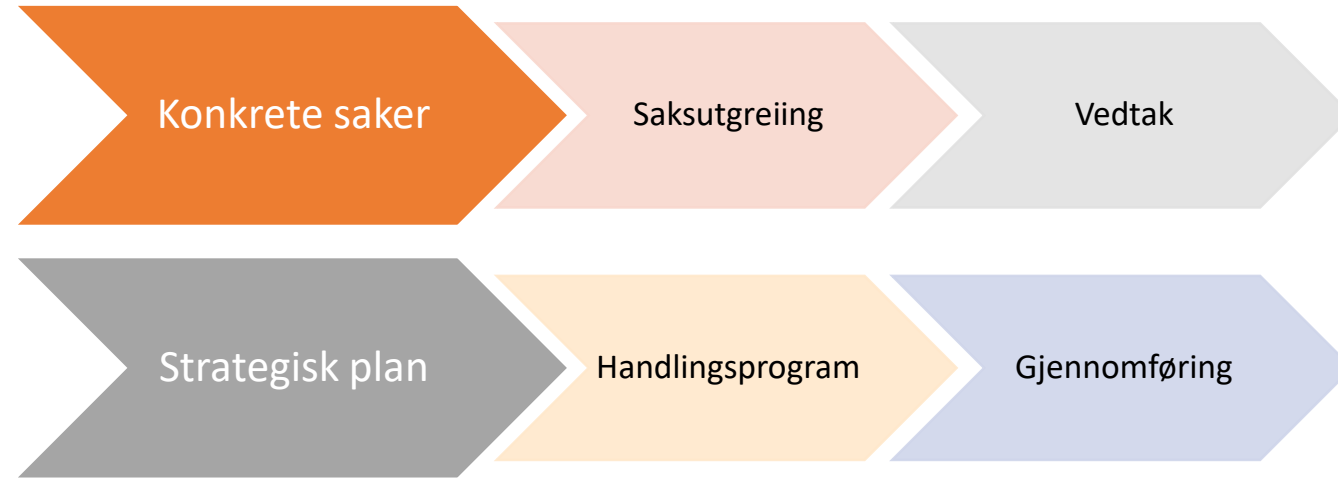 Konkrete saker
Saksutgreiing
Vedtak
Strategisk plan
Handlingsprogram
Gjennomføring